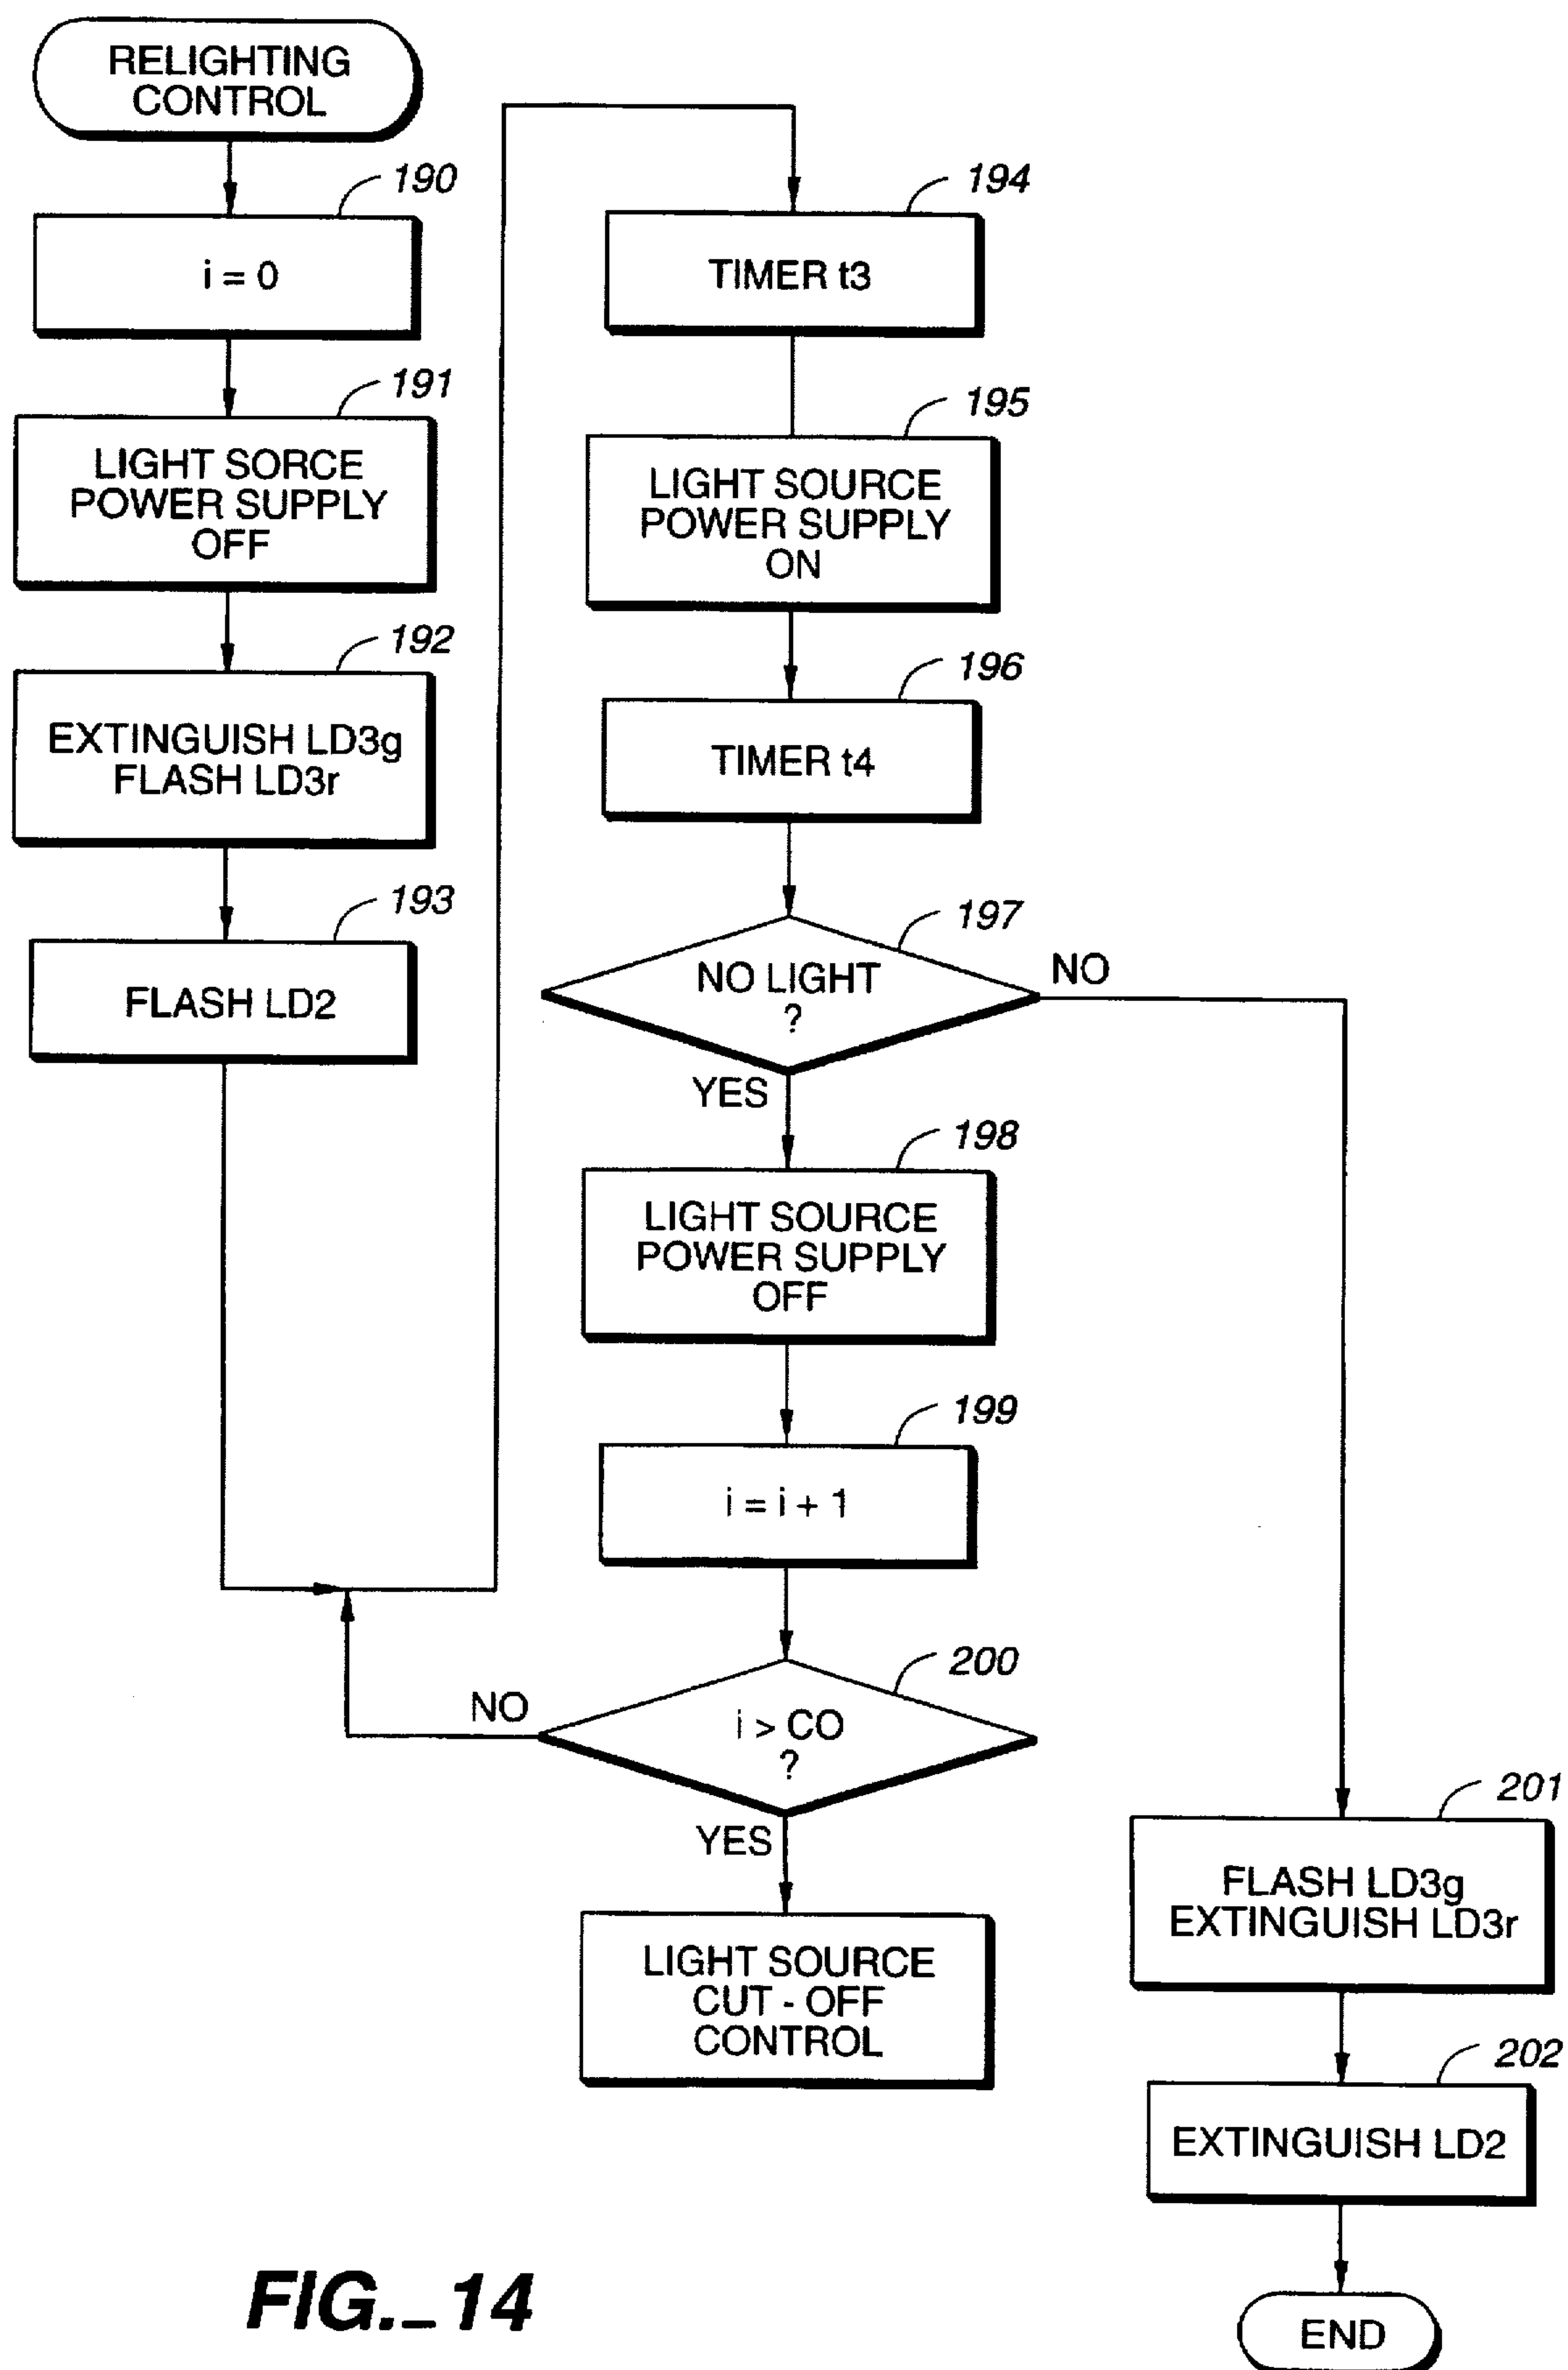 RELIGHTING
CONTROL
190
i = 0
191
LIGHT SORCE
POWER SUPPLY
OFF
192
EXTINGUISH LD3g
FLASH LD3r
193
FLASH LD2
194
TIMER t3
195
LIGHT SOURCE
POWER SUPPLY
ON
196
TIMER t4
197
NO LIGHT
?
NO
YES
198
LIGHT SOURCE
POWER SUPPLY
OFF
199
i = i + 1
200
i > CO
?
NO
YES
LIGHT SOURCE
CUT - OFF
CONTROL
201
FLASH LD3g
EXTINGUISH LD3r
202
EXTINGUISH LD2
END
FIG._14